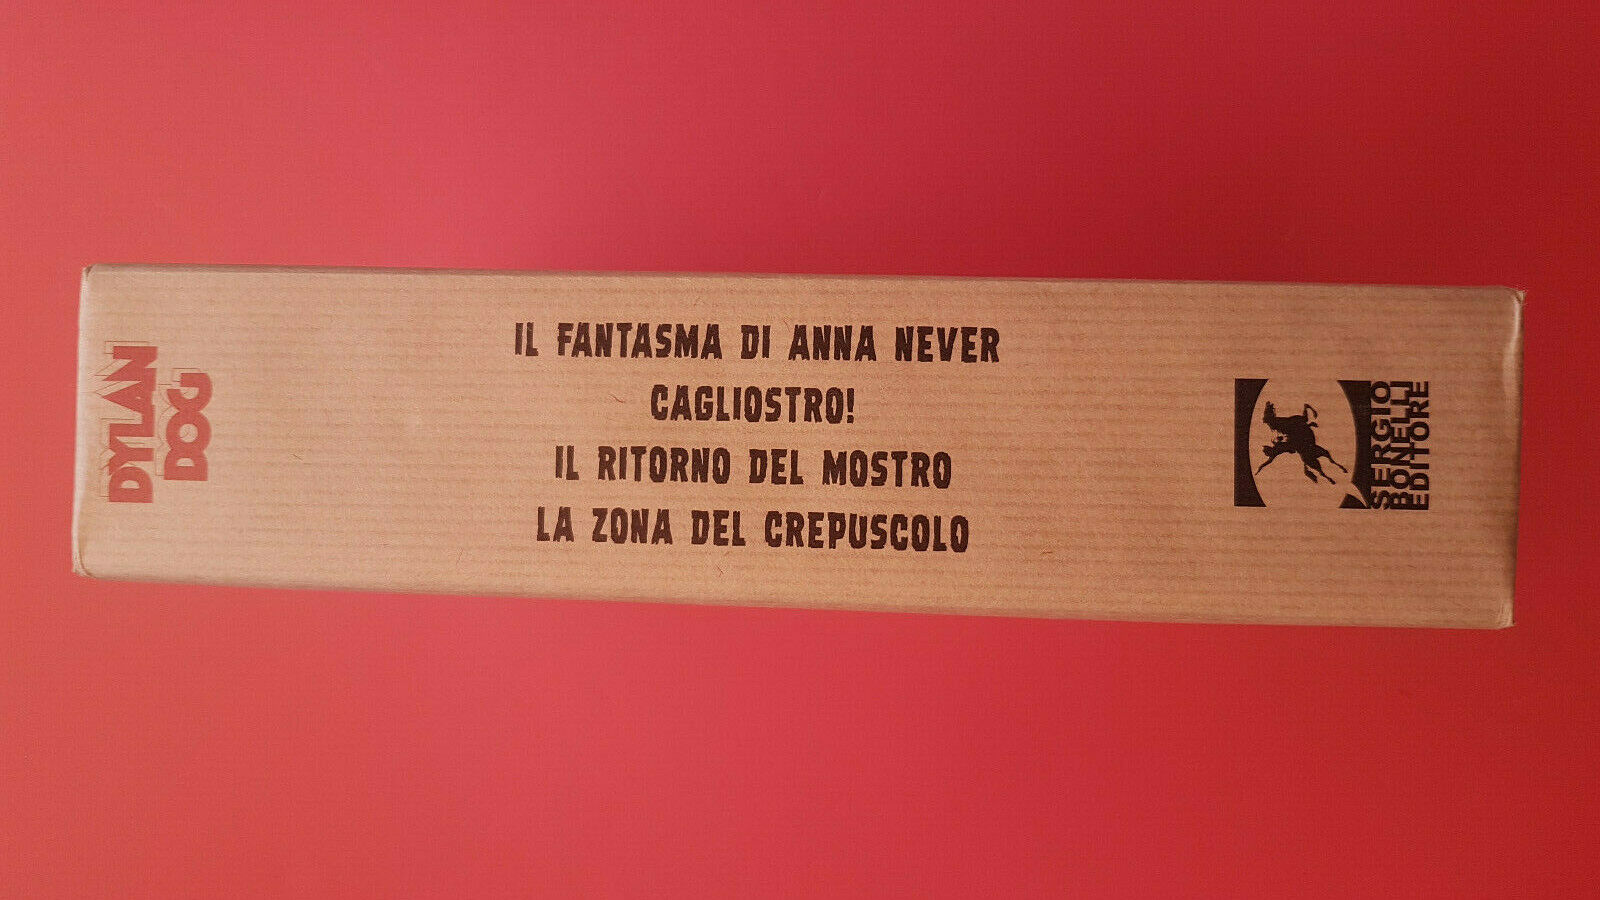 DYLAN
DOG
IL FANTASMA DI ANNA NEVER
CAGLIOSTRO!
IL RITORNO DEL MOSTRO
LA ZONA DEL CREPUSCOLO
SERGIO
BONELLI
EDITORE